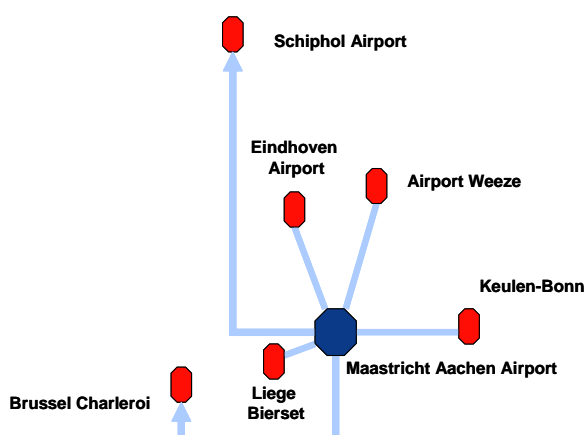 Schiphol Airport
Eindhoven
Airport
Airport Weeze
Keulen-Bonn
Maastricht Aachen Airport
Liege
Bierset
Brussel Charleroi